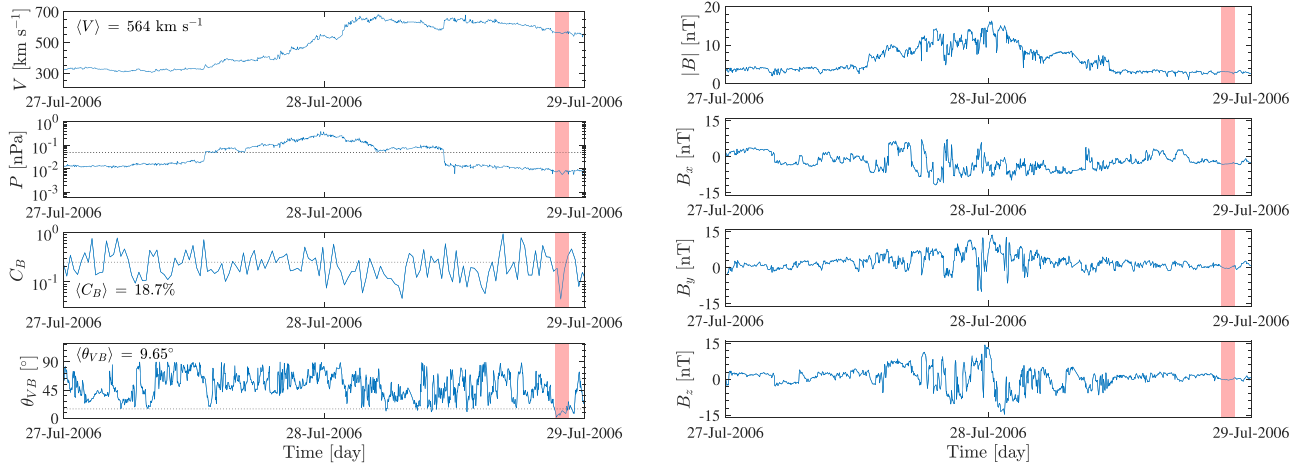 700
500
300
V [km s⁻¹]
⟨V⟩ = 564 km s⁻¹
27-Jul-2006 28-Jul-2006 29-Jul-2006
10⁰
10⁻¹
10⁻²
10⁻³
P [nPa]
27-Jul-2006 28-Jul-2006 29-Jul-2006
10⁰
10⁻¹
C_B
⟨C_B⟩ = 18.7%
27-Jul-2006 28-Jul-2006 29-Jul-2006
90
45
0
θ_VB [°]
⟨θ_VB⟩ = 9.65°
27-Jul-2006 28-Jul-2006 29-Jul-2006
Time [day]
20
10
0
|B| [nT]
27-Jul-2006 28-Jul-2006 29-Jul-2006
15
0
-15
B_x [nT]
27-Jul-2006 28-Jul-2006 29-Jul-2006
15
0
-15
B_y [nT]
27-Jul-2006 28-Jul-2006 29-Jul-2006
15
0
-15
B_z [nT]
27-Jul-2006 28-Jul-2006 29-Jul-2006
Time [day]